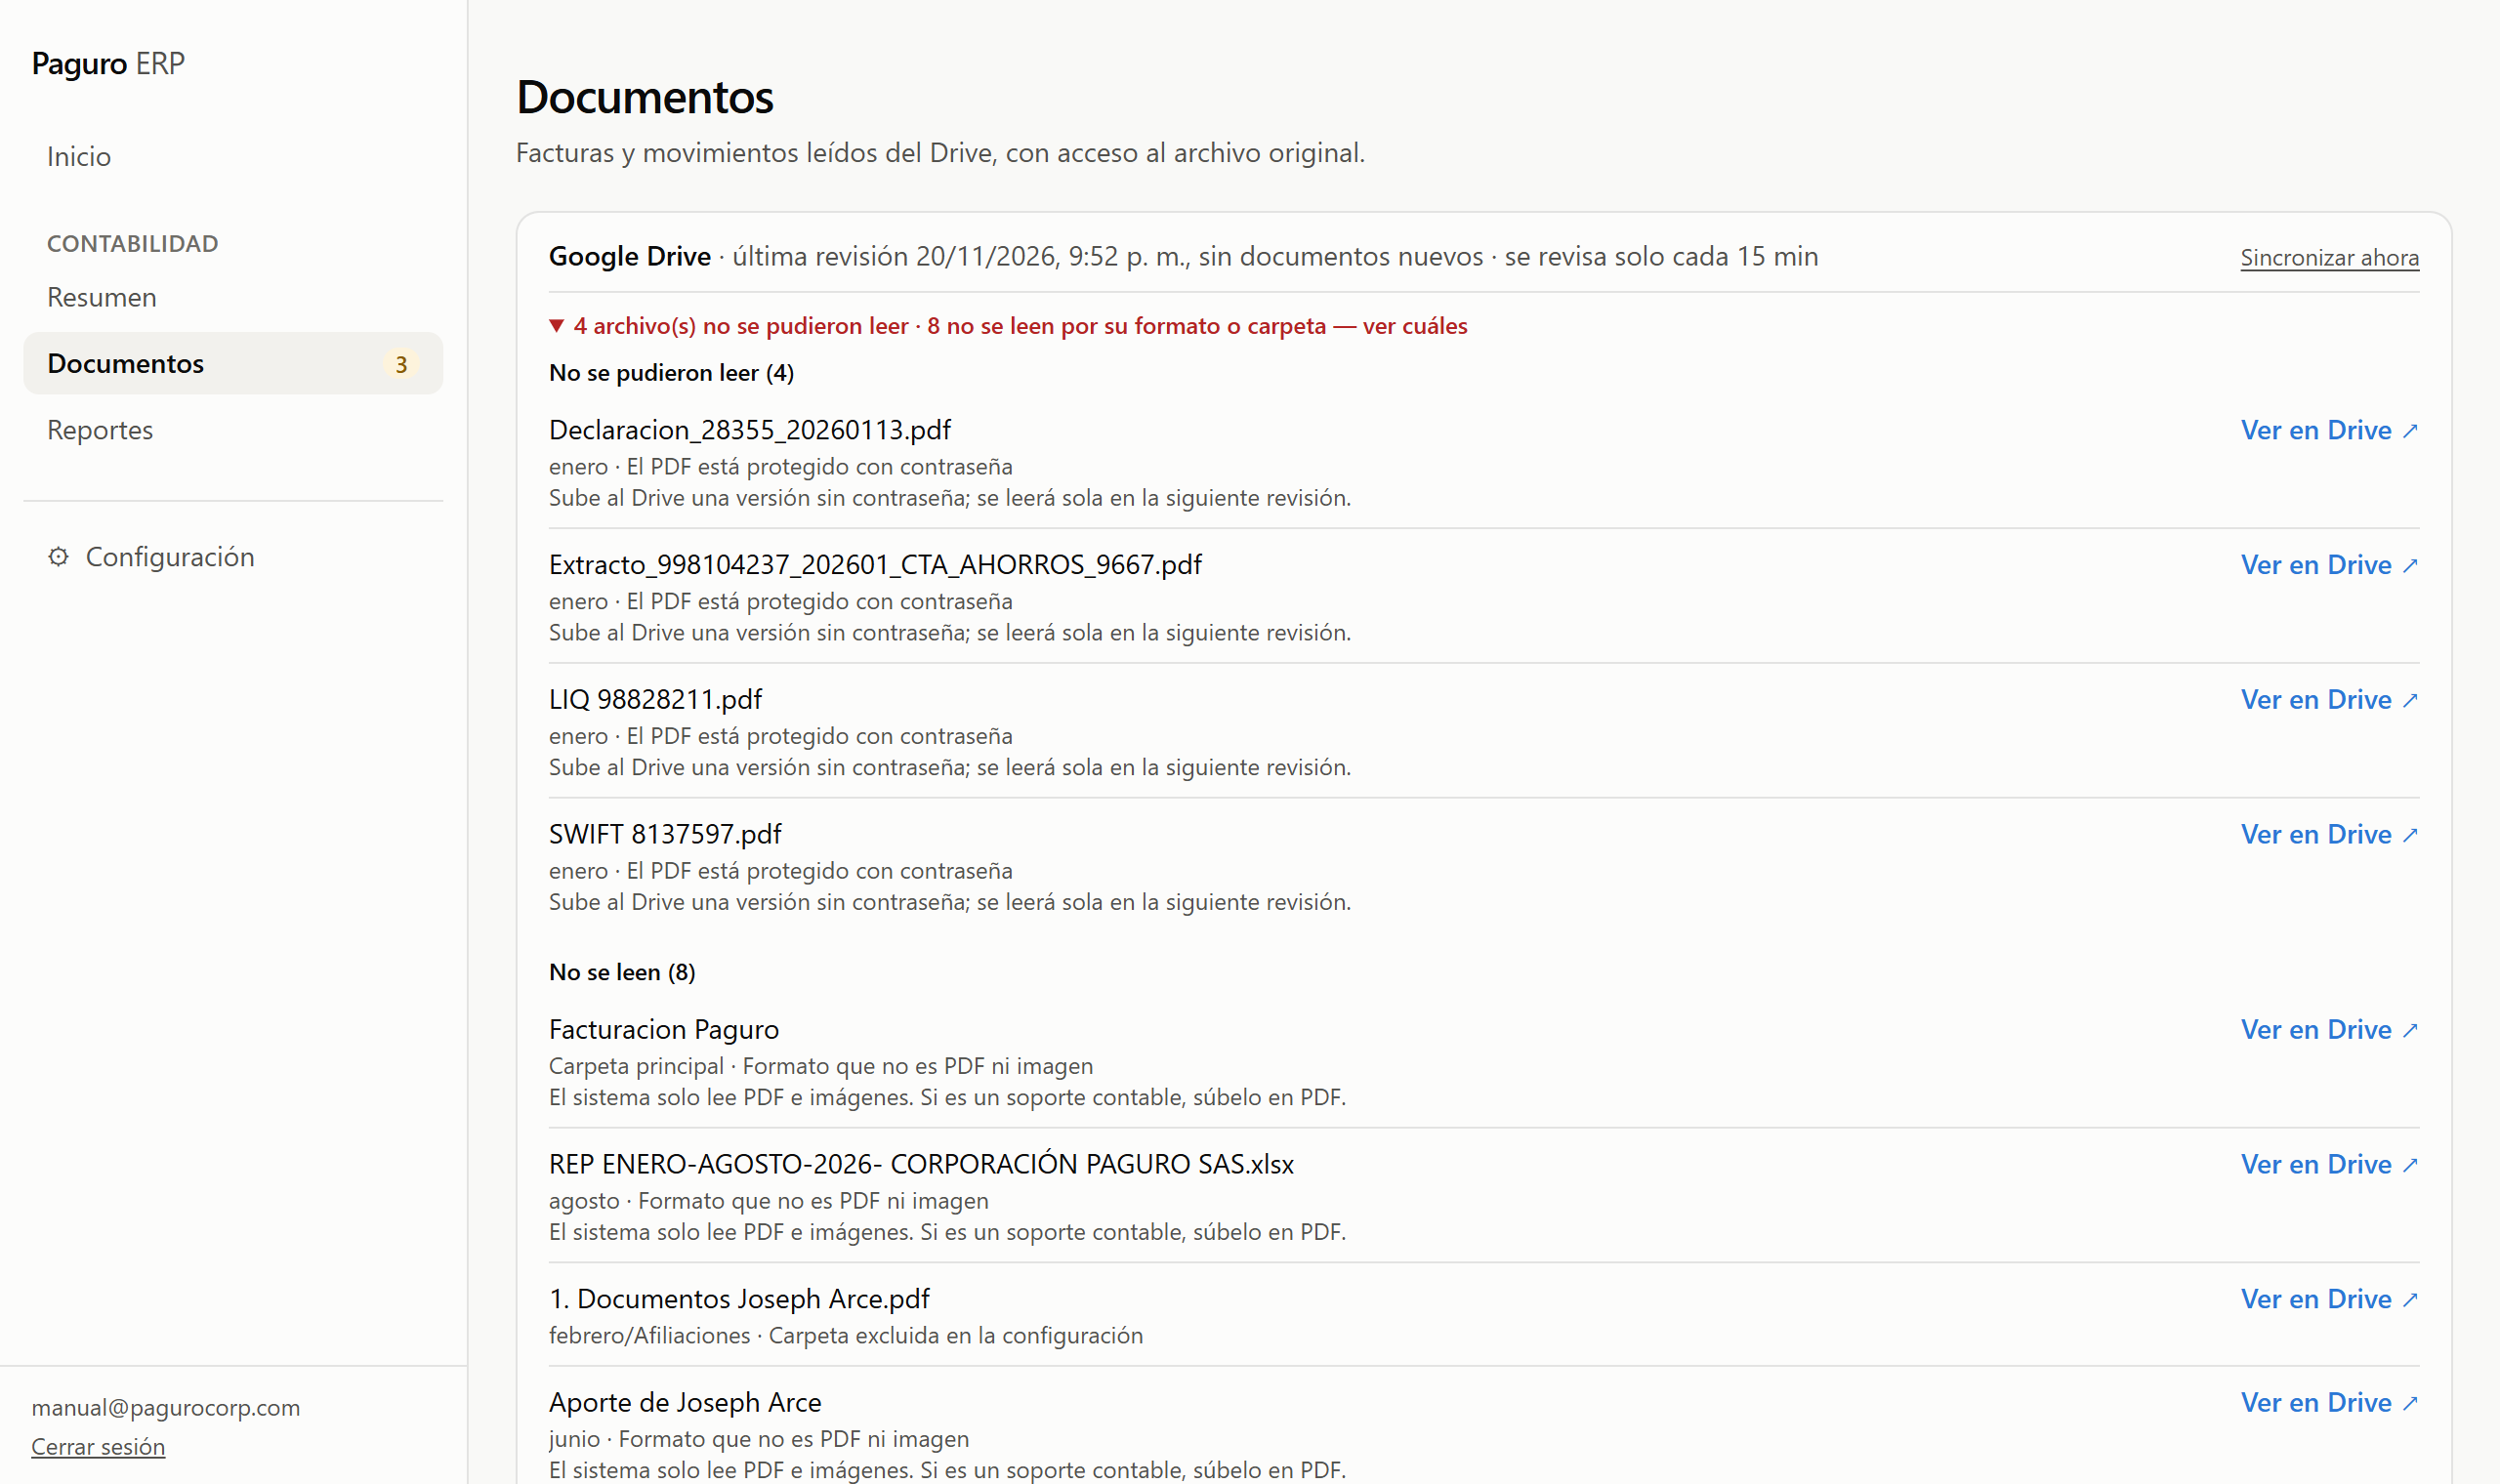 Paguro ERP
Inicio
CONTABILIDAD
Resumen
Documentos 3
Reportes
Configuración
manual@pagurocorp.com
Cerrar sesión
Documentos
Facturas y movimientos leídos del Drive, con acceso al archivo original.
Google Drive · última revisión 20/11/2026, 9:52 p. m., sin documentos nuevos · se revisa solo cada 15 min Sincronizar ahora
▼ 4 archivo(s) no se pudieron leer · 8 no se leen por su formato o carpeta — ver cuáles
No se pudieron leer (4)
Declaracion_28355_20260113.pdf Ver en Drive ↗
enero · El PDF está protegido con contraseña
Sube al Drive una versión sin contraseña; se leerá sola en la siguiente revisión.
Extracto_998104237_202601_CTA_AHORROS_9667.pdf Ver en Drive ↗
enero · El PDF está protegido con contraseña
Sube al Drive una versión sin contraseña; se leerá sola en la siguiente revisión.
LIQ 98828211.pdf Ver en Drive ↗
enero · El PDF está protegido con contraseña
Sube al Drive una versión sin contraseña; se leerá sola en la siguiente revisión.
SWIFT 8137597.pdf Ver en Drive ↗
enero · El PDF está protegido con contraseña
Sube al Drive una versión sin contraseña; se leerá sola en la siguiente revisión.
No se leen (8)
Facturacion Paguro Ver en Drive ↗
Carpeta principal · Formato que no es PDF ni imagen
El sistema solo lee PDF e imágenes. Si es un soporte contable, súbelo en PDF.
REP ENERO-AGOSTO-2026- CORPORACIÓN PAGURO SAS.xlsx Ver en Drive ↗
agosto · Formato que no es PDF ni imagen
El sistema solo lee PDF e imágenes. Si es un soporte contable, súbelo en PDF.
1. Documentos Joseph Arce.pdf Ver en Drive ↗
febrero/Afiliaciones · Carpeta excluida en la configuración
Aporte de Joseph Arce Ver en Drive ↗
junio · Formato que no es PDF ni imagen
El sistema solo lee PDF e imágenes. Si es un soporte contable, súbelo en PDF.